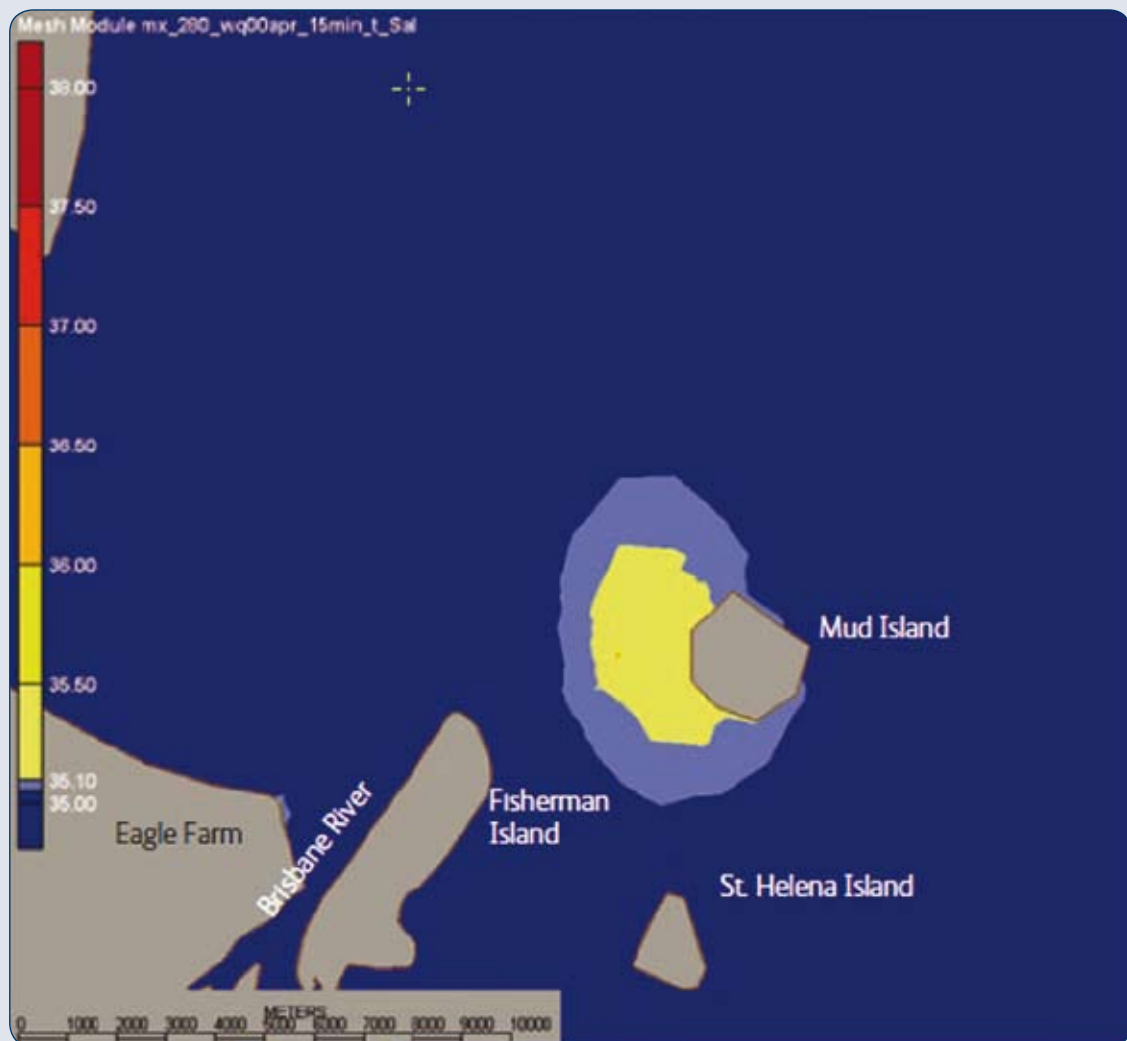 Mesh Module mx_280_wq00apr_15min_t_Sal
38.00
37.50
37.00
36.50
36.00
35.50
35.10
35.00
Mud Island
Fisherman
Island
Eagle Farm
Brisbane River
St. Helena Island
METERS
0 1000 2000 3000 4000 5000 6000 7000 8000 9000 10000